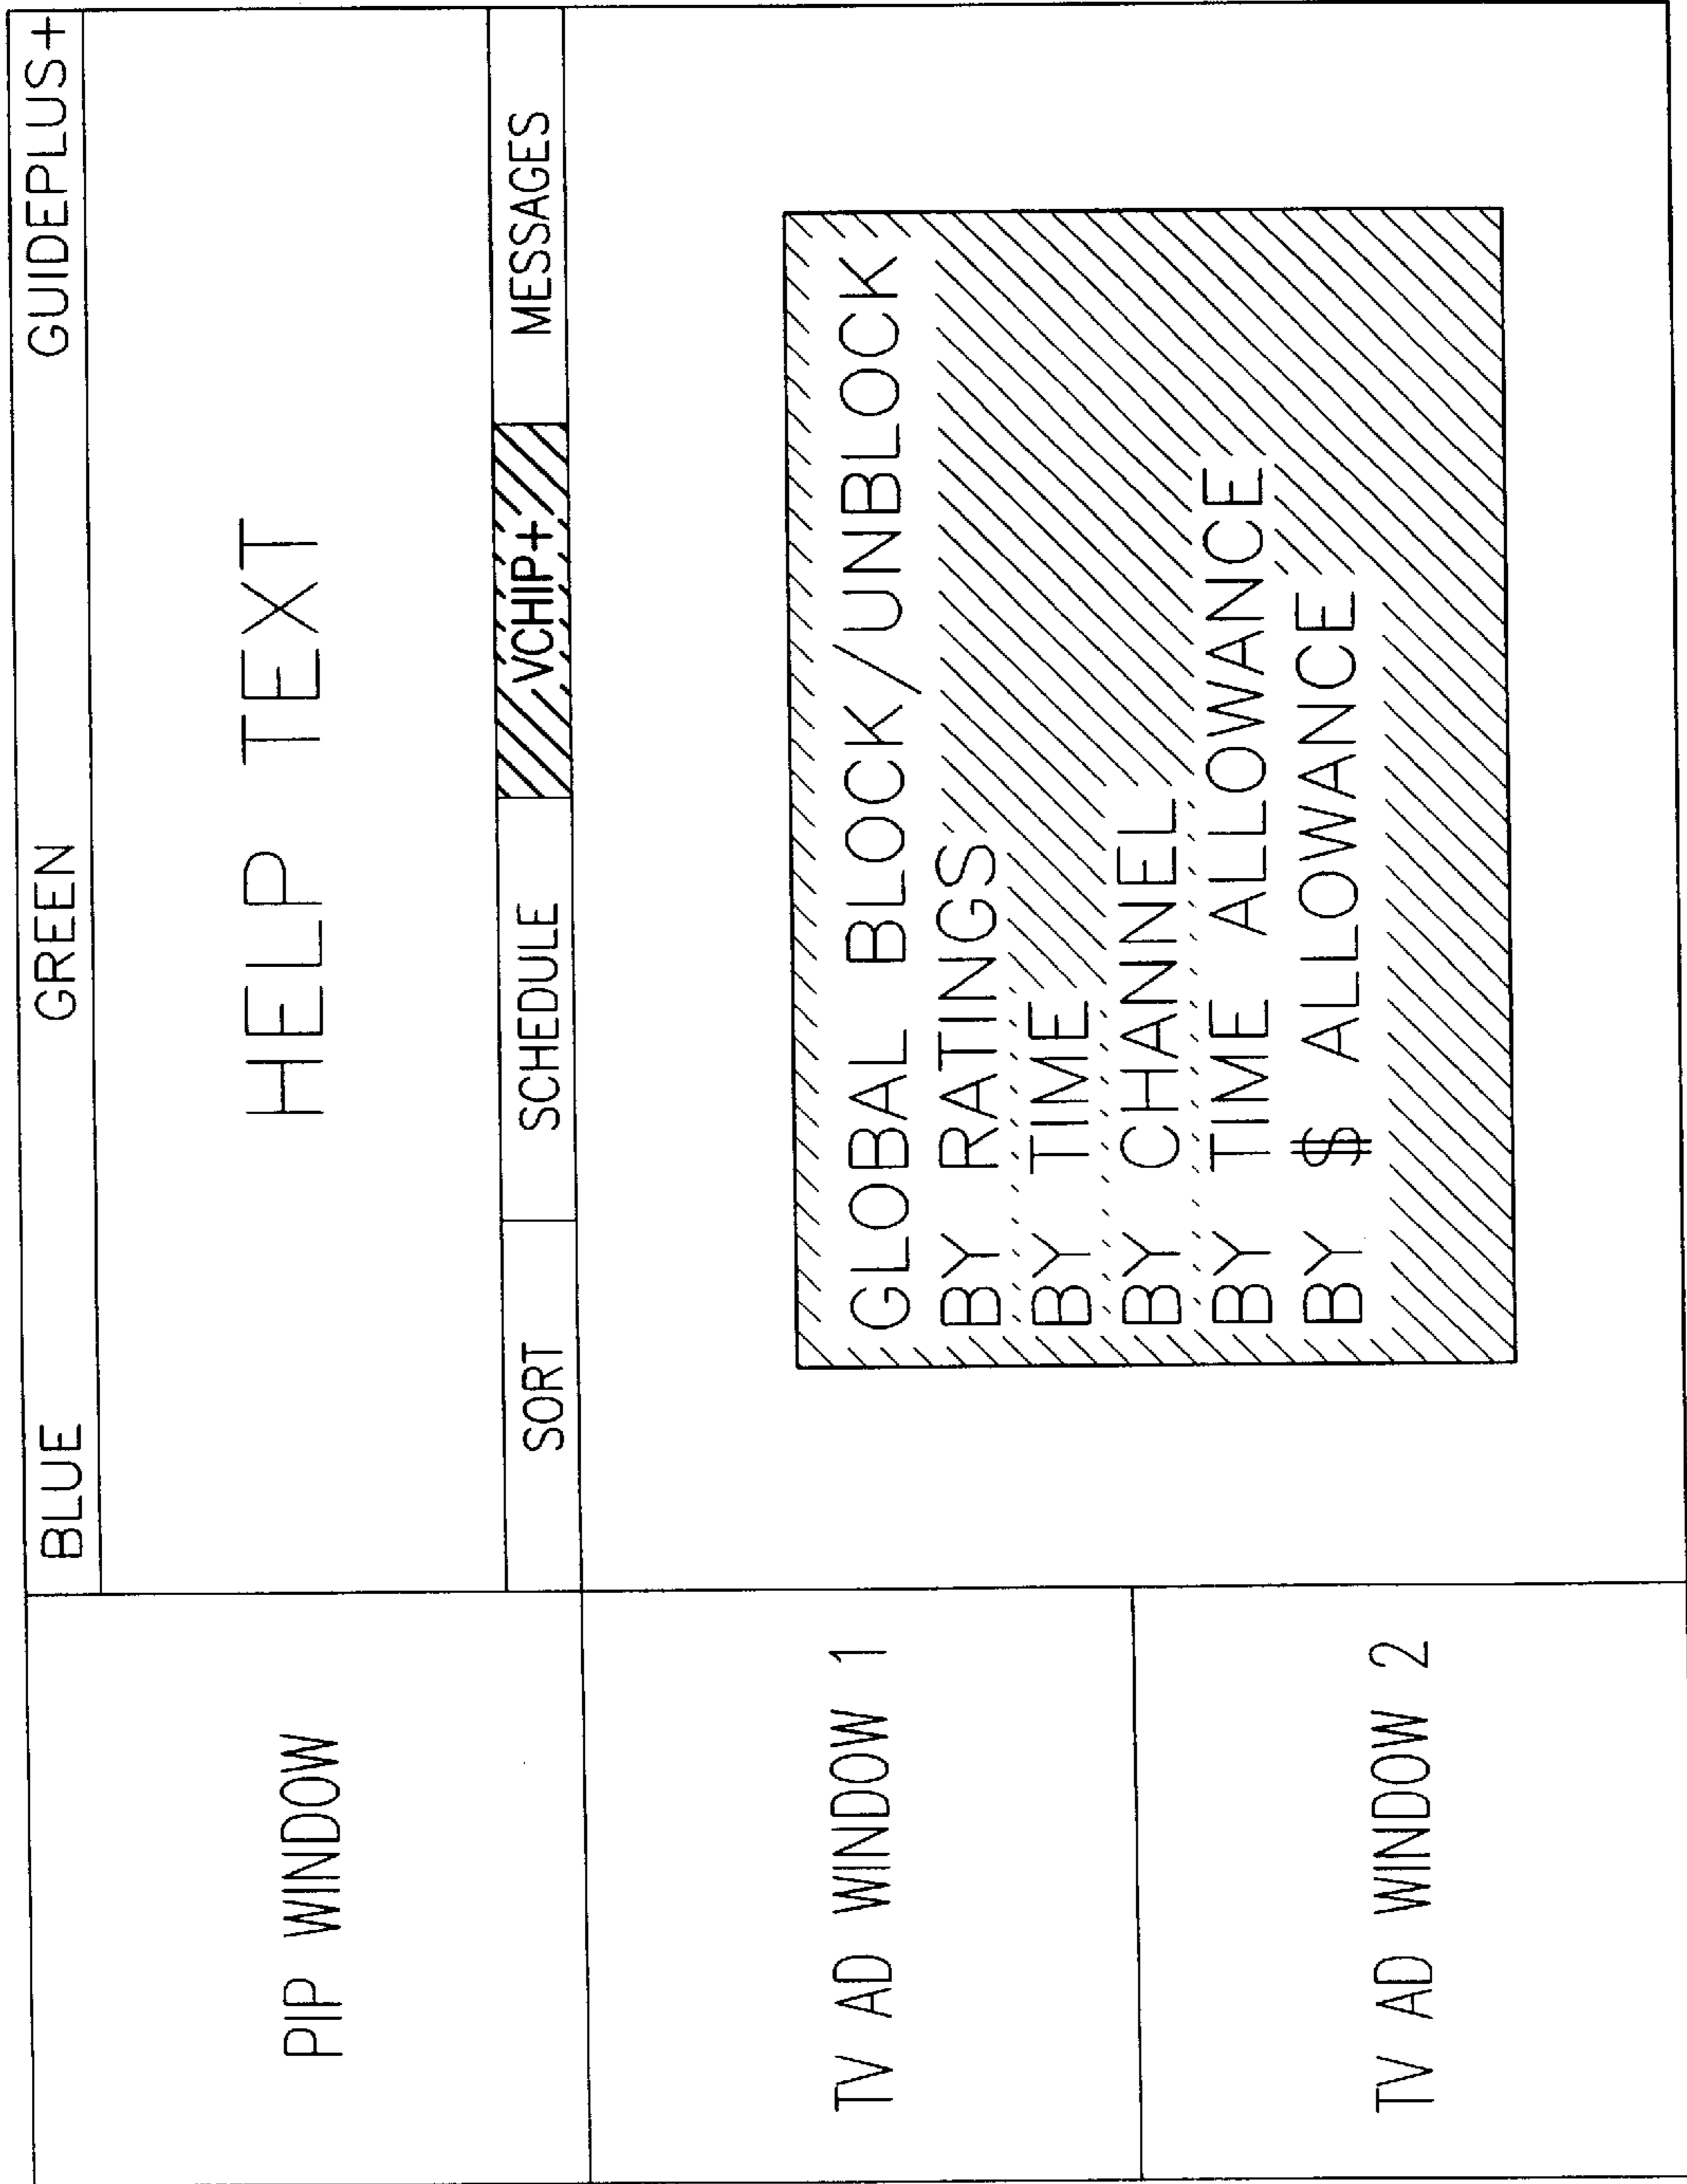 BLUE GREEN GUIDEPLUS+
PIP WINDOW
HELP TEXT
SORT SCHEDULE VCHIP+ MESSAGES
TV AD WINDOW 1
TV AD WINDOW 2
GLOBAL BLOCK/UNBLOCK
BY RATINGS
BY TIME
BY CHANNEL
BY TIME ALLOWANCE
BY $ ALLOWANCE